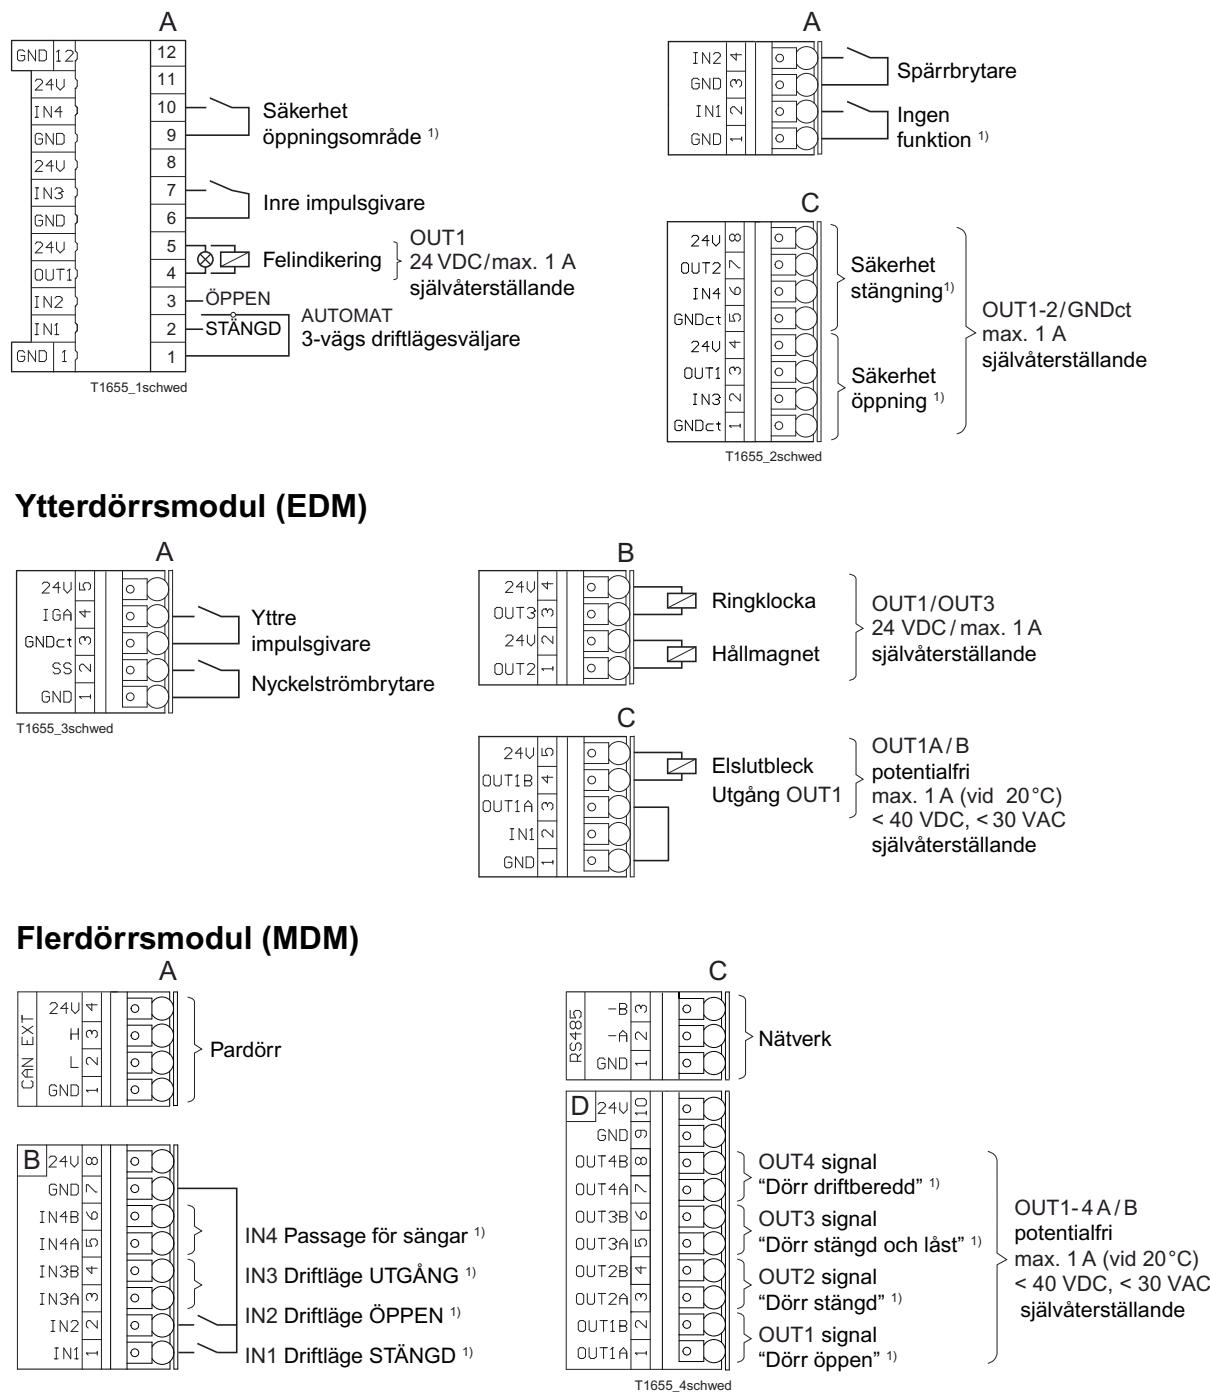 A
GND 12 12
24V 11
IN4 10
GND 9
24V 8
IN3 7
GND 6
24V 5
OUT1 4
IN2 3
IN1 2
GND 1 1
Säkerhet
öppningsområde 1)
Inre impulsgivare
Felindikering
OUT1
24 VDC/max. 1 A
självåterställande
ÖPPEN
STÄNGD
AUTOMAT
3-vägs driftlägesväljare
T1655_1schwed
A
IN2 4
GND 3
IN1 2
GND 1
Spärrbrytare
Ingen
funktion 1)
C
24V 8
OUT2 7
IN4 6
GNDct 5
24V 4
OUT1 3
IN3 2
GNDct 1
Säkerhet
stängning1)
Säkerhet
öppning 1)
OUT1-2/GNDct
max. 1 A
självåterställande
T1655_2schwed
Ytterdörrsmodul (EDM)
A
24V 5
IGA 4
GNDct 3
SS 2
GND 1
Yttre
impulsgivare
Nyckelströmbrytare
T1655_3schwed
B
24V 4
OUT3 3
24V 2
OUT2 1
Ringklocka
Hållmagnet
OUT1/OUT3
24 VDC/max. 1 A
självåterställande
C
24V 5
OUT1B 4
OUT1A 3
IN1 2
GND 1
Elslutbleck
Utgång OUT1
OUT1A/B
potentialfri
max. 1 A (vid 20°C)
< 40 VDC, < 30 VAC
självåterställande
Flerdörrsmodul (MDM)
A
CAN EXT
24V 4
H 3
L 2
GND 1
Pardörr
B
24V 8
GND 7
IN4B 6
IN4A 5
IN3B 4
IN3A 3
IN2 2
IN1 1
IN4 Passage för sängar 1)
IN3 Driftläge UTGÅNG 1)
IN2 Driftläge ÖPPEN 1)
IN1 Driftläge STÄNGD 1)
C
RS485
-B 3
-A 2
GND 1
Nätverk
D
24V 10
GND 9
OUT4B 8
OUT4A 7
OUT3B 6
OUT3A 5
OUT2B 4
OUT2A 3
OUT1B 2
OUT1A 1
OUT4 signal
“Dörr driftberedd” 1)
OUT3 signal
“Dörr stängd och låst” 1)
OUT2 signal
“Dörr stängd” 1)
OUT1 signal
“Dörr öppen” 1)
OUT1-4 A/B
potentialfri
max. 1 A (vid 20°C)
< 40 VDC, < 30 VAC
självåterställande
T1655_4schwed